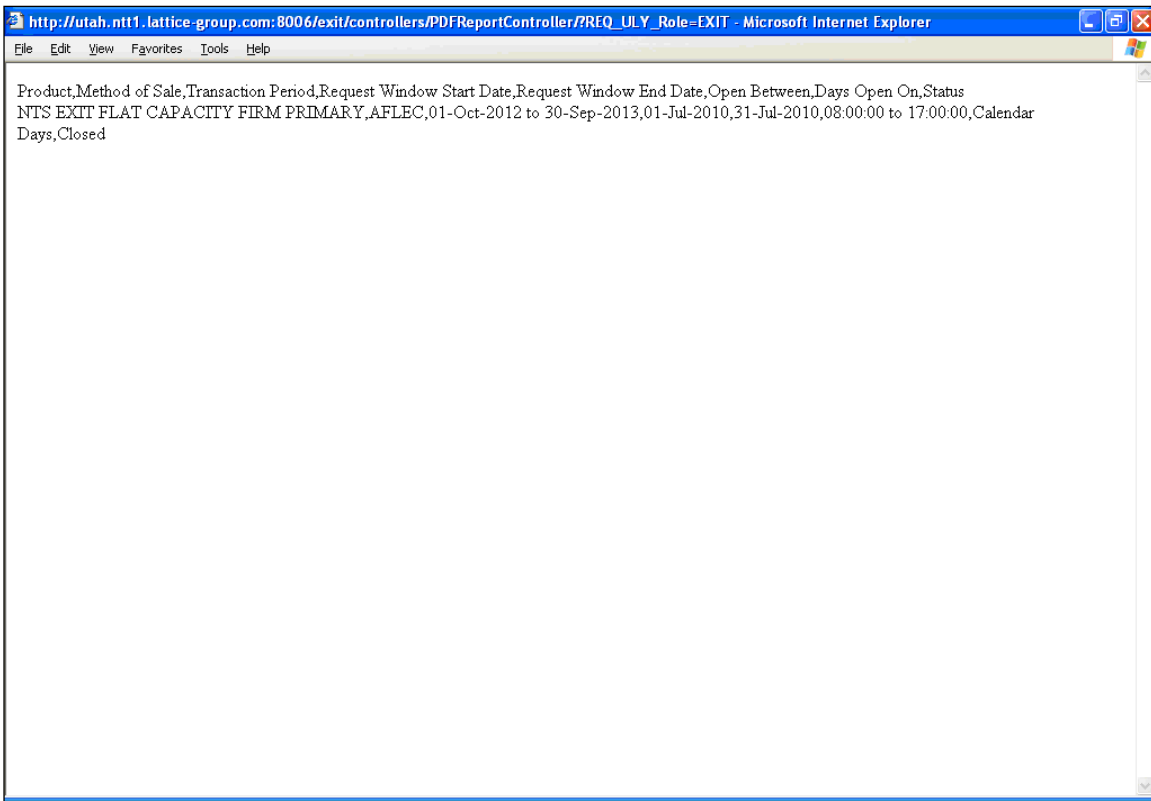 http://utah.ntt1.lattice-group.com:8006/exit/controllers/PDFReportController/?REQ_ULY_Role=EXIT - Microsoft Internet Explorer
File Edit View Favorites Tools Help
Product,Method of Sale,Transaction Period,Request Window Start Date,Request Window End Date,Open Between,Days Open On,Status
NTS EXIT FLAT CAPACITY FIRM PRIMARY,AFLEC,01-Oct-2012 to 30-Sep-2013,01-Jul-2010,31-Jul-2010,08:00:00 to 17:00:00,Calendar
Days,Closed